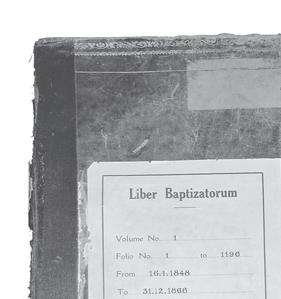 Liber Baptizatorum
Volume No. 1
Folio No. 1 to 1196
From 16.1.1848
To 31.12.1866